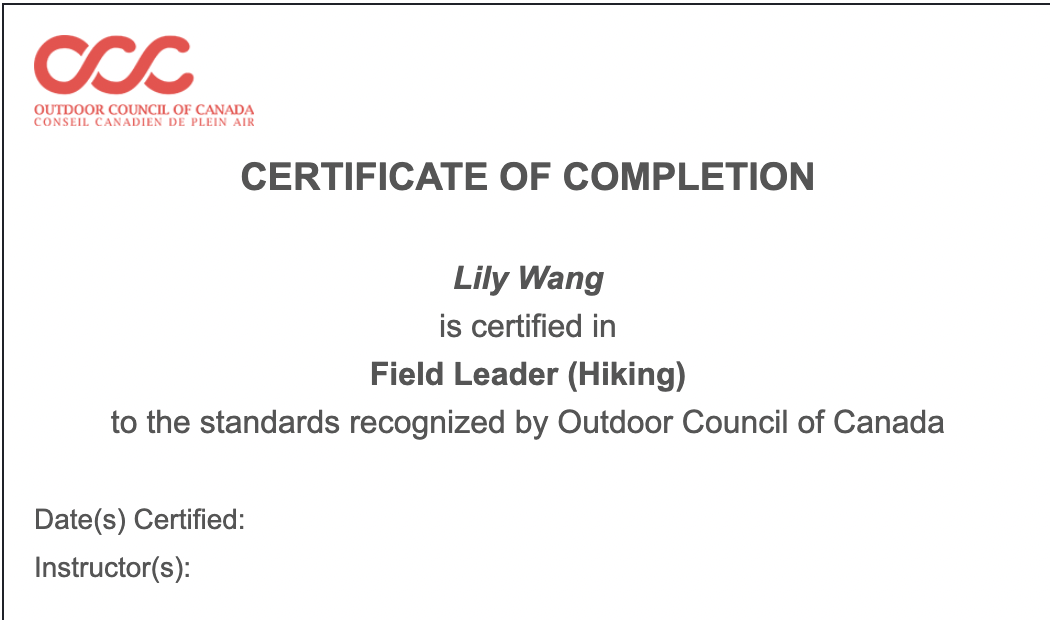 OUTDOOR COUNCIL OF CANADA
CONSEIL CANADIEN DE PLEIN AIR
CERTIFICATE OF COMPLETION
Lily Wang
is certified in
Field Leader (Hiking)
to the standards recognized by Outdoor Council of Canada
Date(s) Certified:
Instructor(s):